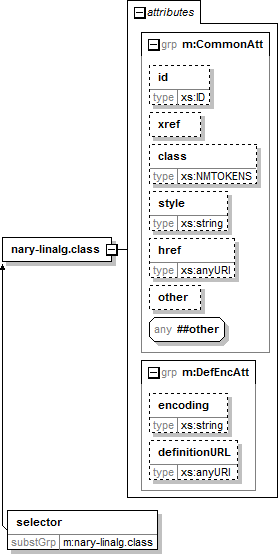 attributes
grp m:CommonAtt
id
type xs:ID
xref
class
type xs:NMTOKENS
style
type xs:string
nary-linalg.class
href
type xs:anyURI
other
any ##other
grp m:DefEncAtt
encoding
type xs:string
definitionURL
type xs:anyURI
selector
substGrp m:nary-linalg.class